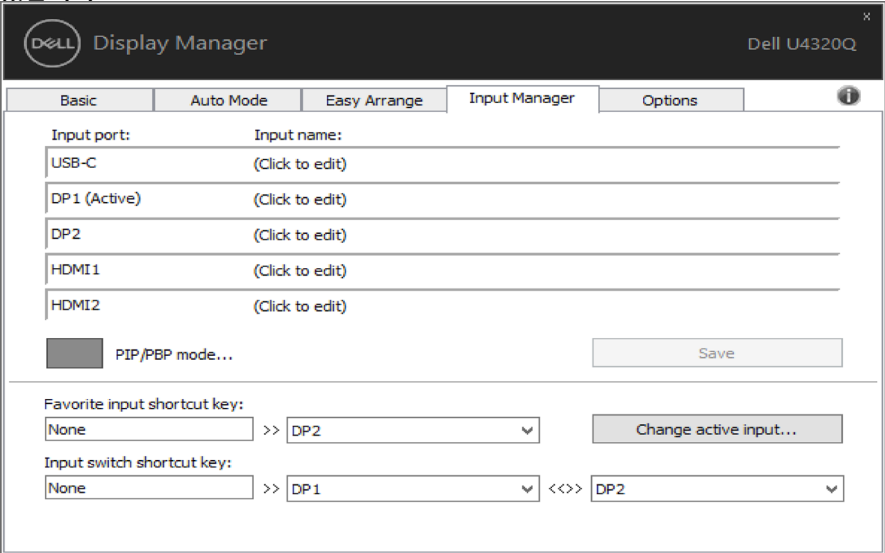 DELL Display Manager
×
Dell U4320Q
Basic Auto Mode Easy Arrange Input Manager Options i
Input port: Input name:
USB-C (Click to edit)
DP1 (Active) (Click to edit)
DP2 (Click to edit)
HDMI1 (Click to edit)
HDMI2 (Click to edit)
PIP/PBP mode... Save
Favorite input shortcut key:
None >> DP2 Change active input...
Input switch shortcut key:
None >> DP1 <<>> DP2